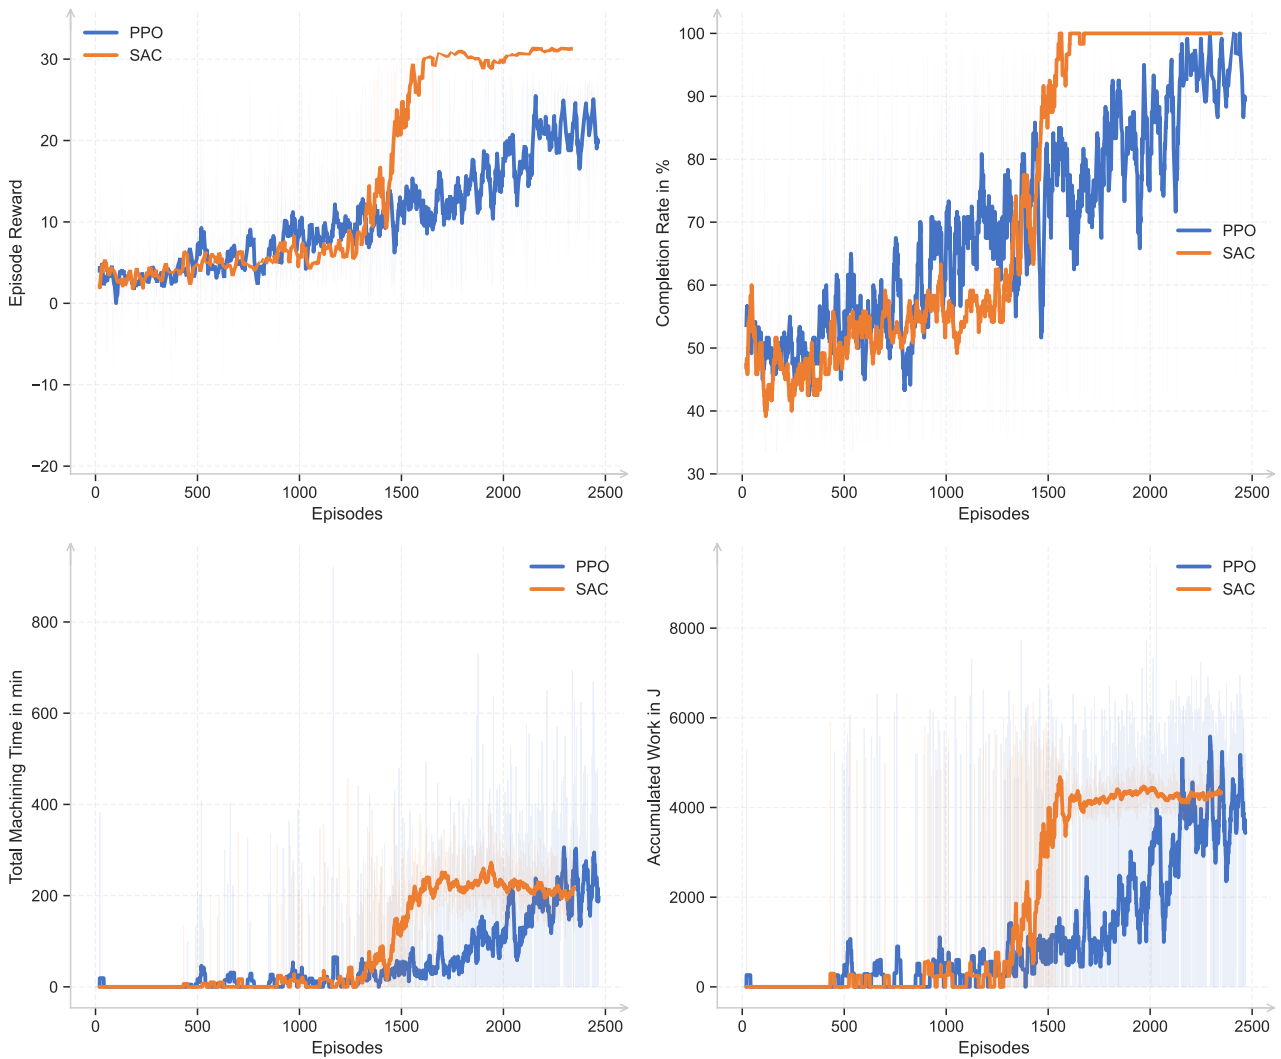 PPO
SAC
30
20
10
0
−10
−20
Episode Reward
0 500 1000 1500 2000 2500
Episodes
100
90
80
70
60
50
40
30
Completion Rate in %
PPO
SAC
0 500 1000 1500 2000 2500
Episodes
PPO
SAC
800
600
400
200
0
Total Machining Time in min
0 500 1000 1500 2000 2500
Episodes
PPO
SAC
8000
6000
4000
2000
0
Accumulated Work in J
0 500 1000 1500 2000 2500
Episodes